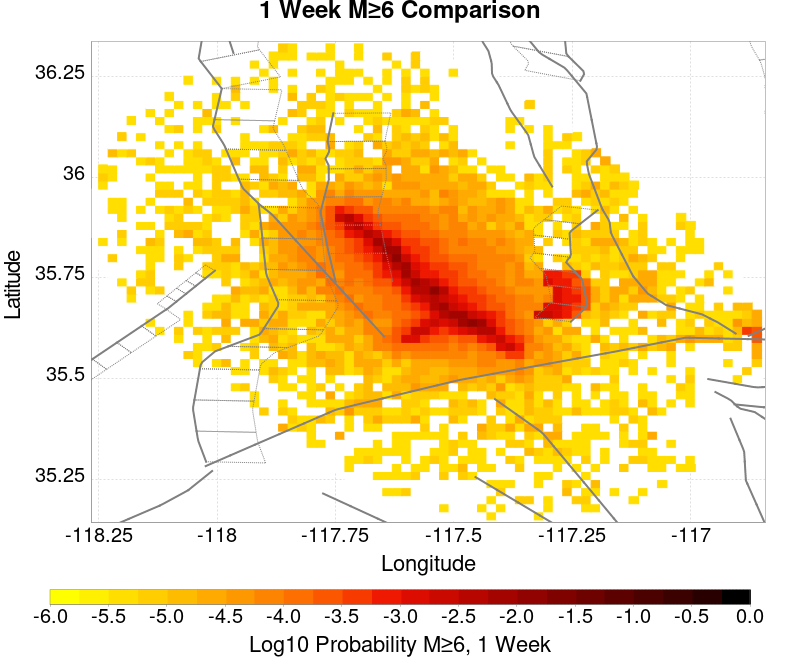 1 Week M≥6 Comparison
36.25
36
35.75
35.5
35.25
Latitude
-118.25 -118 -117.75 -117.5 -117.25 -117
Longitude
-6.0 -5.5 -5.0 -4.5 -4.0 -3.5 -3.0 -2.5 -2.0 -1.5 -1.0 -0.5 0.0
Log10 Probability M≥6, 1 Week